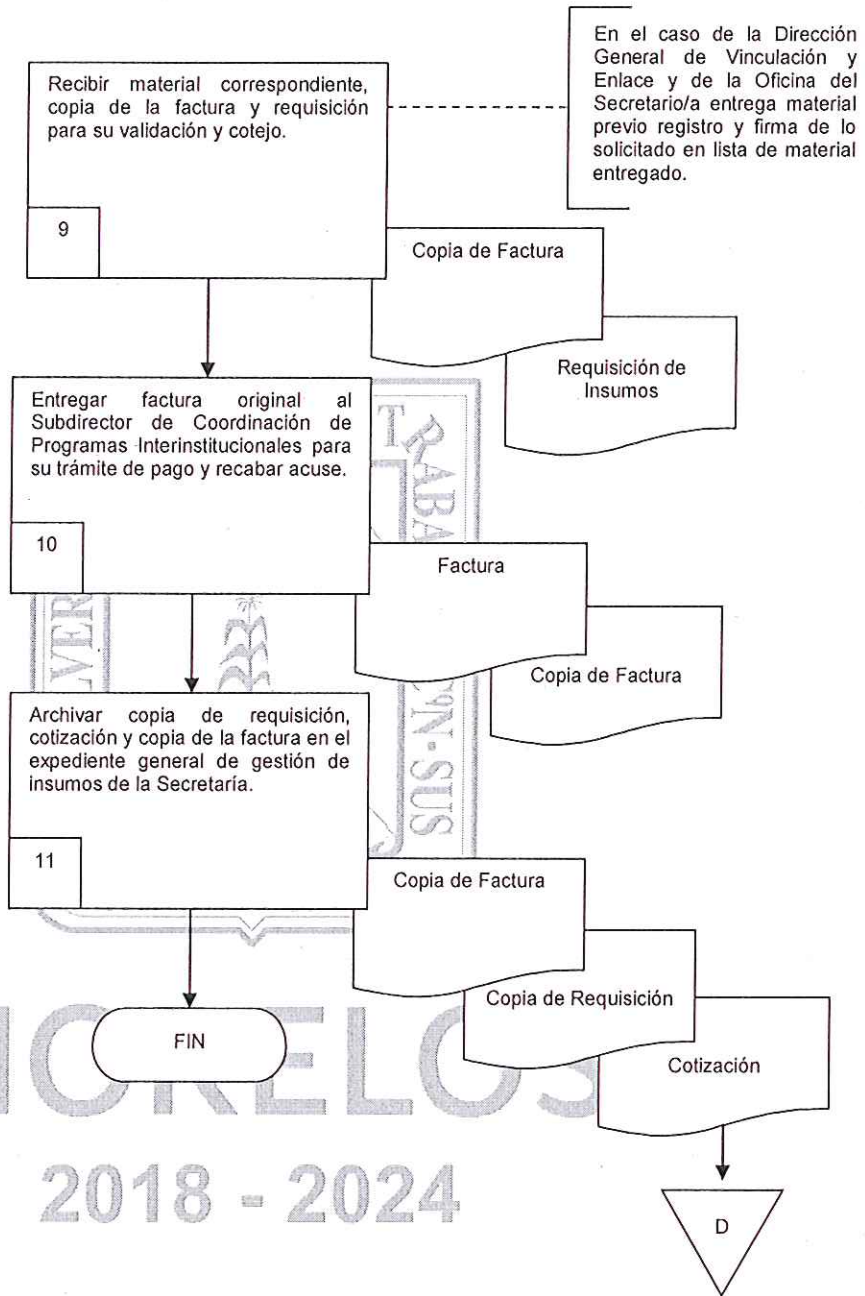 En el caso de la Dirección
General de Vinculación y
Enlace y de la Oficina del
Secretario/a entrega material
previo registro y firma de lo
solicitado en lista de material
entregado.
Recibir material correspondiente,
copia de la factura y requisición
para su validación y cotejo.
9
Copia de Factura
Requisición de
Insumos
Entregar factura original al
Subdirector de Coordinación de
Programas Interinstitucionales para
su trámite de pago y recabar acuse.
10
Factura
Copia de Factura
Archivar copia de requisición,
cotización y copia de la factura en el
expediente general de gestión de
insumos de la Secretaría.
11
Copia de Factura
Copia de Requisición
Cotización
FIN
D
TRABA
VER
SUS
MORELOS
2018 - 2024